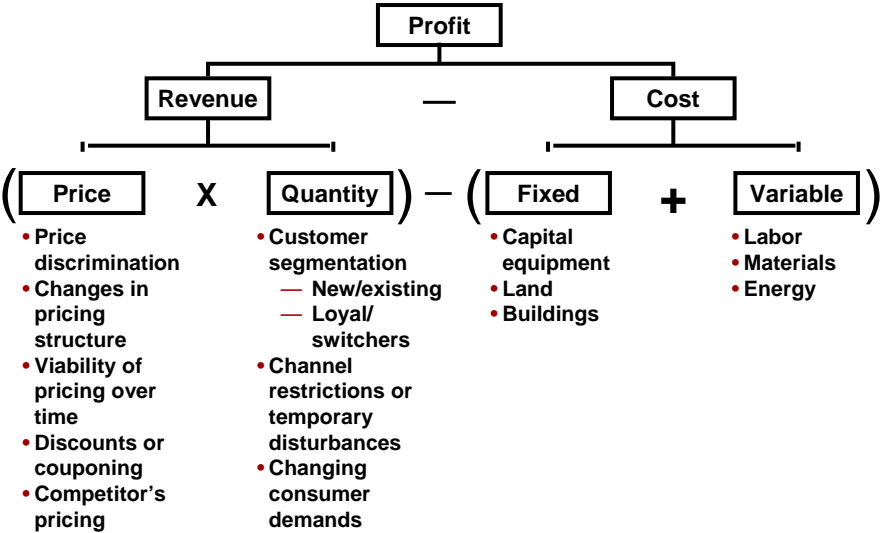 Profit
Revenue — Cost
( Price X Quantity ) — ( Fixed + Variable )
• Price
discrimination
• Changes in
pricing
structure
• Viability of
pricing over
time
• Discounts or
couponing
• Competitor's
pricing
• Customer
segmentation
— New/existing
— Loyal/
switchers
• Channel
restrictions or
temporary
disturbances
• Changing
consumer
demands
• Capital
equipment
• Land
• Buildings
• Labor
• Materials
• Energy